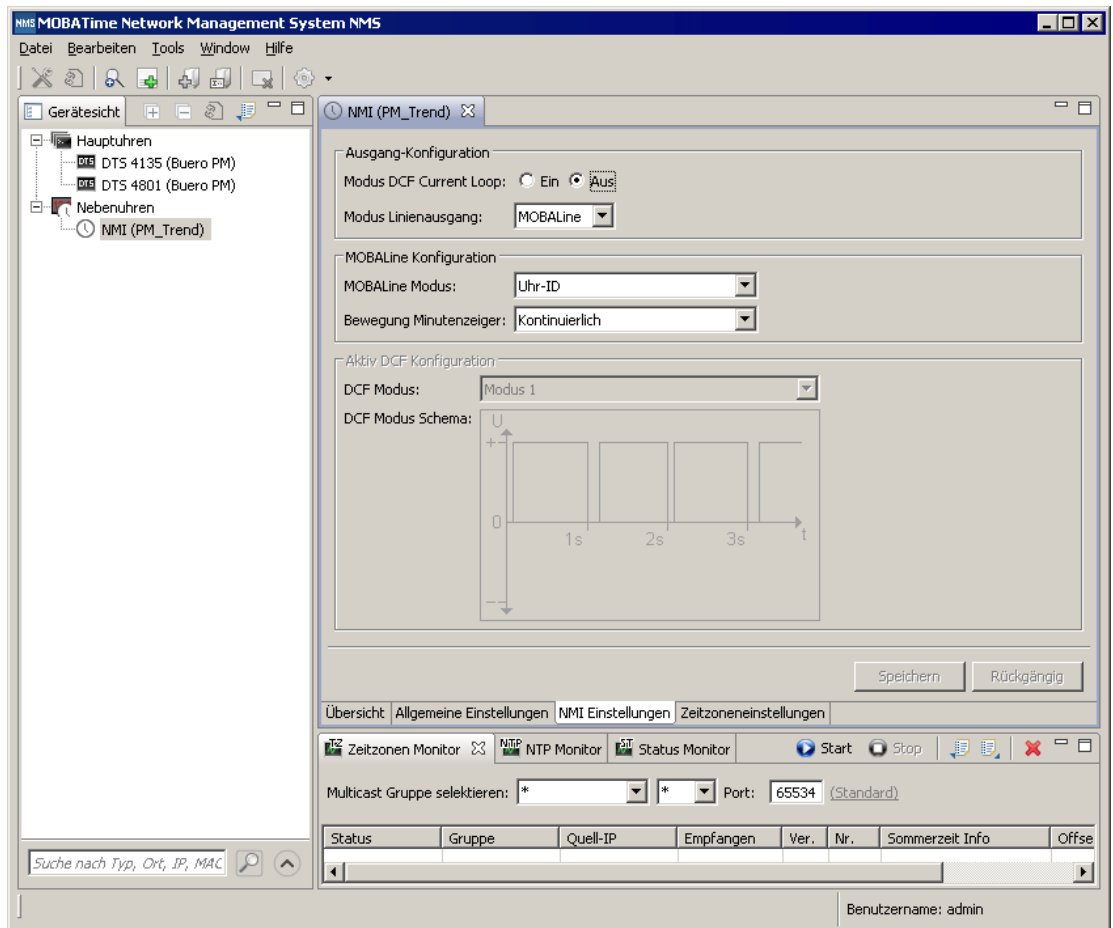 NMS MOBATime Network Management System NMS
Datei Bearbeiten Tools Window Hilfe
Gerätesicht
Hauptuhren
DTS DTS 4135 (Buero PM)
DTS DTS 4801 (Buero PM)
Nebenuhren
NMI (PM_Trend)
Suche nach Typ, Ort, IP, MAC
NMI (PM_Trend)
Ausgang-Konfiguration
Modus DCF Current Loop: Ein Aus
Modus Linienausgang: MOBALine
MOBALine Konfiguration
MOBALine Modus: Uhr-ID
Bewegung Minutenzeiger: Kontinuierlich
Aktiv DCF Konfiguration
DCF Modus: Modus 1
DCF Modus Schema:
U
+
0
1s 2s 3s t
--
Speichern Rückgängig
Übersicht Allgemeine Einstellungen NMI Einstellungen Zeitzoneneinstellungen
TZ Zeitzonen Monitor NTP NTP Monitor ST Status Monitor Start Stop
Multicast Gruppe selektieren: * * Port: 65534 (Standard)
Status Gruppe Quell-IP Empfangen Ver. Nr. Sommerzeit Info Offse
Benutzername: admin